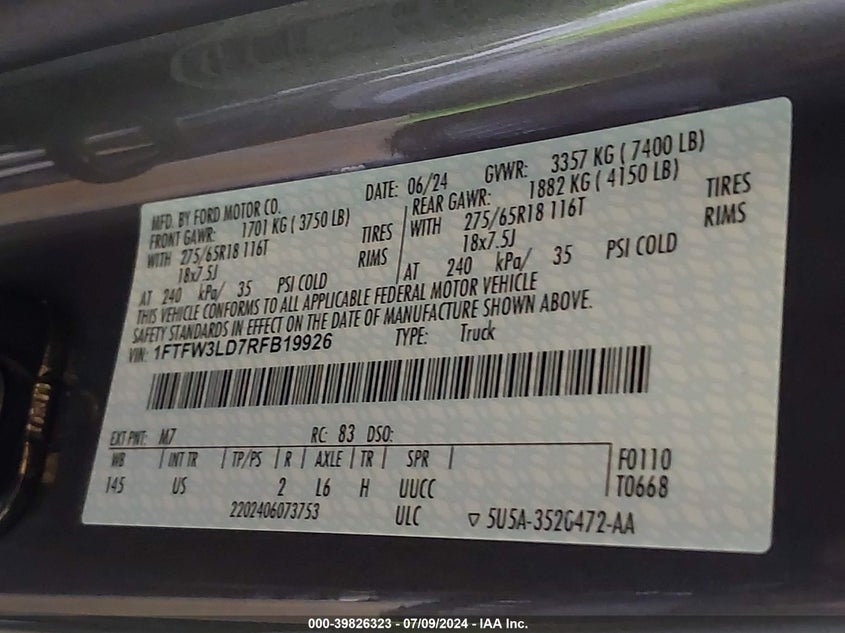 MFD. BY FORD MOTOR CO. DATE: 06/24 GVWR: 3357 KG ( 7400 LB)
FRONT GAWR: 1701 KG ( 3750 LB) REAR GAWR: 1882 KG ( 4150 LB)
WITH 275/65R18 116T TIRES WITH 275/65R18 116T TIRES
18x7.5J RIMS 18x7.5J RIMS
AT 240 kPa/ 35 PSI COLD AT 240 kPa/ 35 PSI COLD
THIS VEHICLE CONFORMS TO ALL APPLICABLE FEDERAL MOTOR VEHICLE
SAFETY STANDARDS IN EFFECT ON THE DATE OF MANUFACTURE SHOWN ABOVE.
VIN: 1FTFW3LD7RFB19926 TYPE: Truck
EXT PNT: M7 RC: 83 DSO:
WB INT TR TP/PS R AXLE TR SPR F0110
145 US 2 L6 H UUCC T0668
2202406073753 ULC ▽ 5U5A-3520472-AA
000-39826323 - 07/09/2024 - IAA Inc.